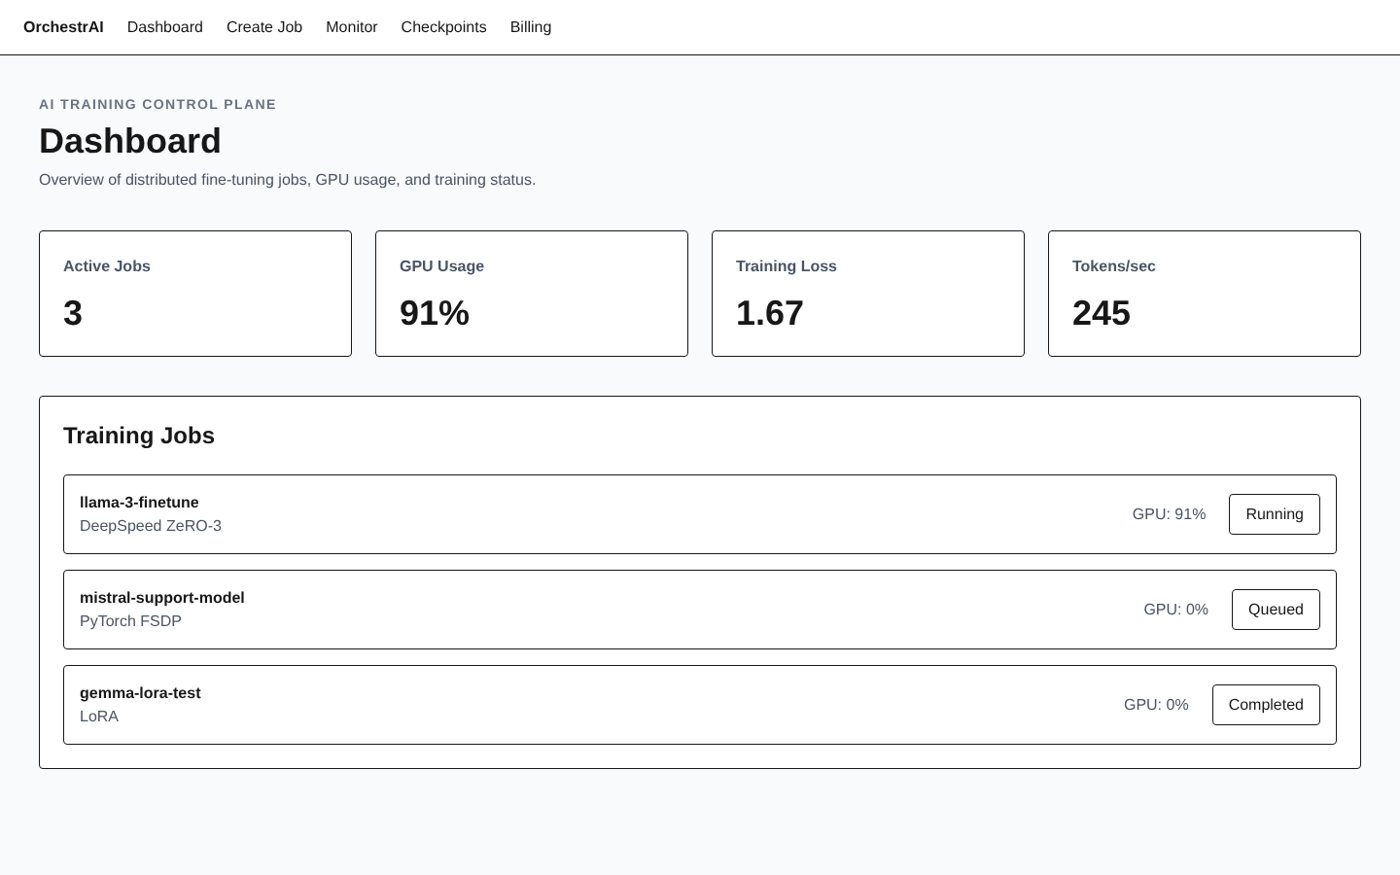 OrchestrAI Dashboard Create Job Monitor Checkpoints Billing
AI TRAINING CONTROL PLANE
Dashboard
Overview of distributed fine-tuning jobs, GPU usage, and training status.
Active Jobs
3
GPU Usage
91%
Training Loss
1.67
Tokens/sec
245
Training Jobs
llama-3-finetune
DeepSpeed ZeRO-3
GPU: 91% Running
mistral-support-model
PyTorch FSDP
GPU: 0% Queued
gemma-lora-test
LoRA
GPU: 0% Completed